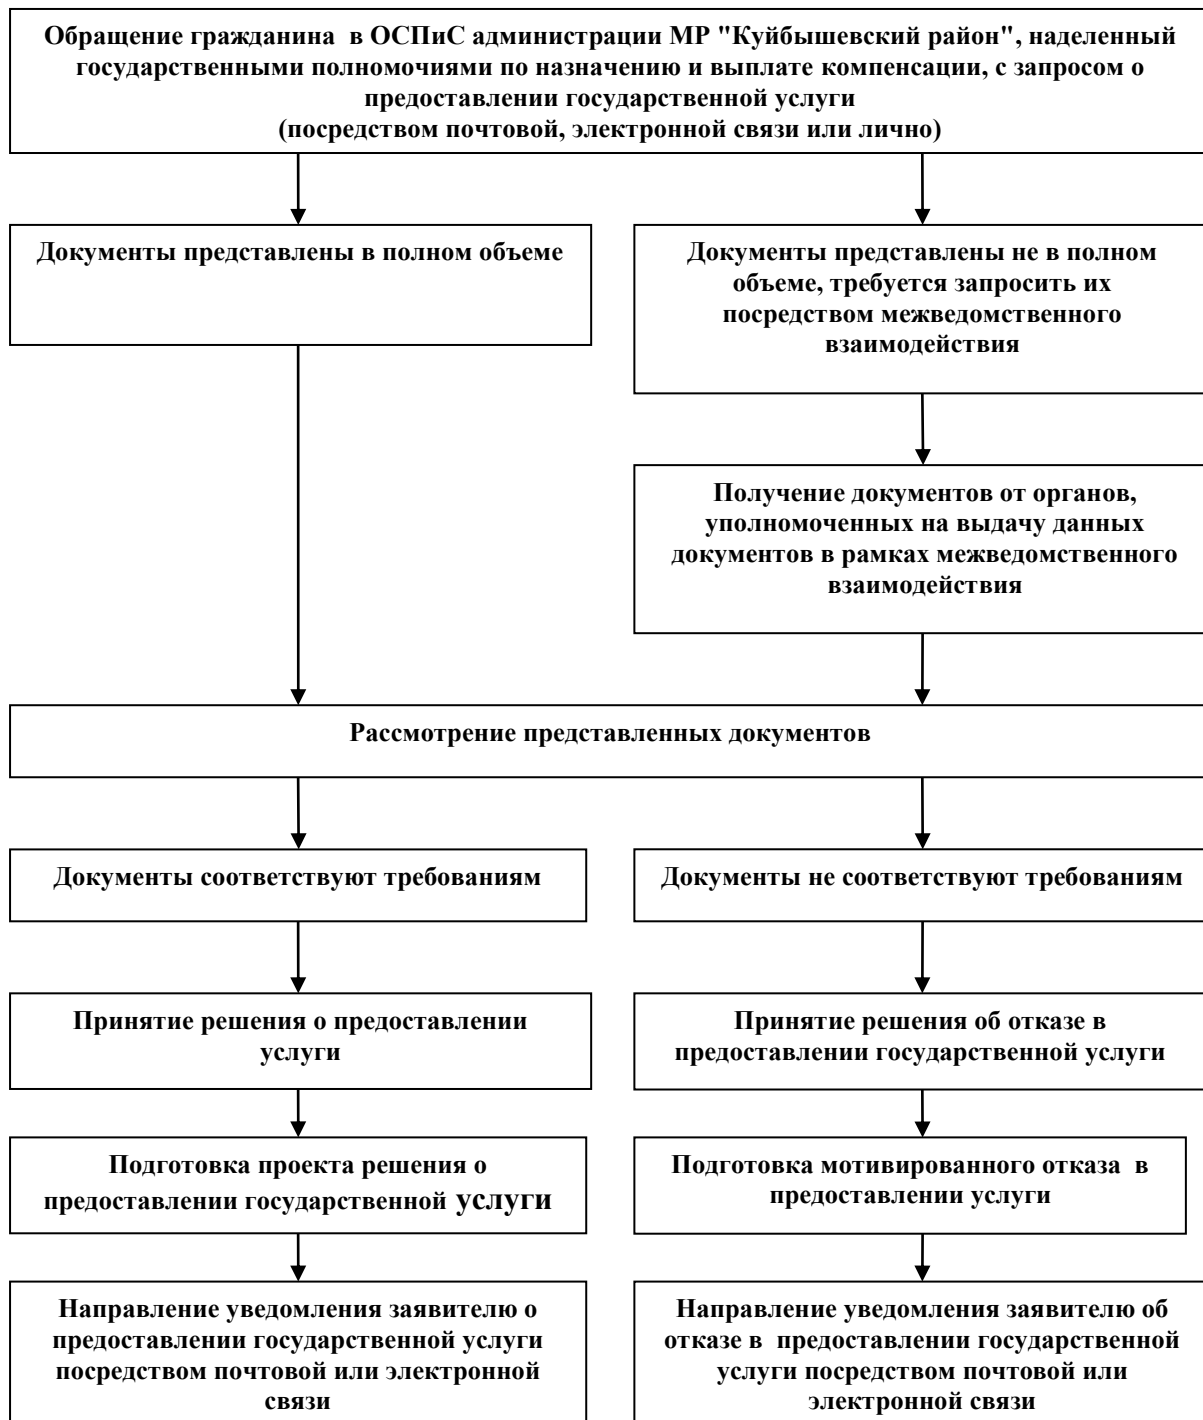 Обращение гражданина  в ОСПиС администрации МР "Куйбышевский район", наделенный
государственными полномочиями по назначению и выплате компенсации, с запросом о
предоставлении государственной услуги
(посредством почтовой, электронной связи или лично)
Документы представлены в полном объеме
Документы представлены не в полном
объеме, требуется запросить их
посредством межведомственного
взаимодействия
Получение документов от органов,
уполномоченных на выдачу данных
документов в рамках межведомственного
взаимодействия
Рассмотрение представленных документов
Документы соответствуют требованиям
Документы не соответствуют требованиям
Принятие решения о предоставлении
услуги
Принятие решения об отказе в
предоставлении государственной услуги
Подготовка проекта решения о
предоставлении государственной услуги
Подготовка мотивированного отказа  в
предоставлении услуги
Направление уведомления заявителю о
предоставлении государственной услуги
посредством почтовой или электронной
связи
Направление уведомления заявителю об
отказе в  предоставлении государственной
услуги посредством почтовой или
электронной связи